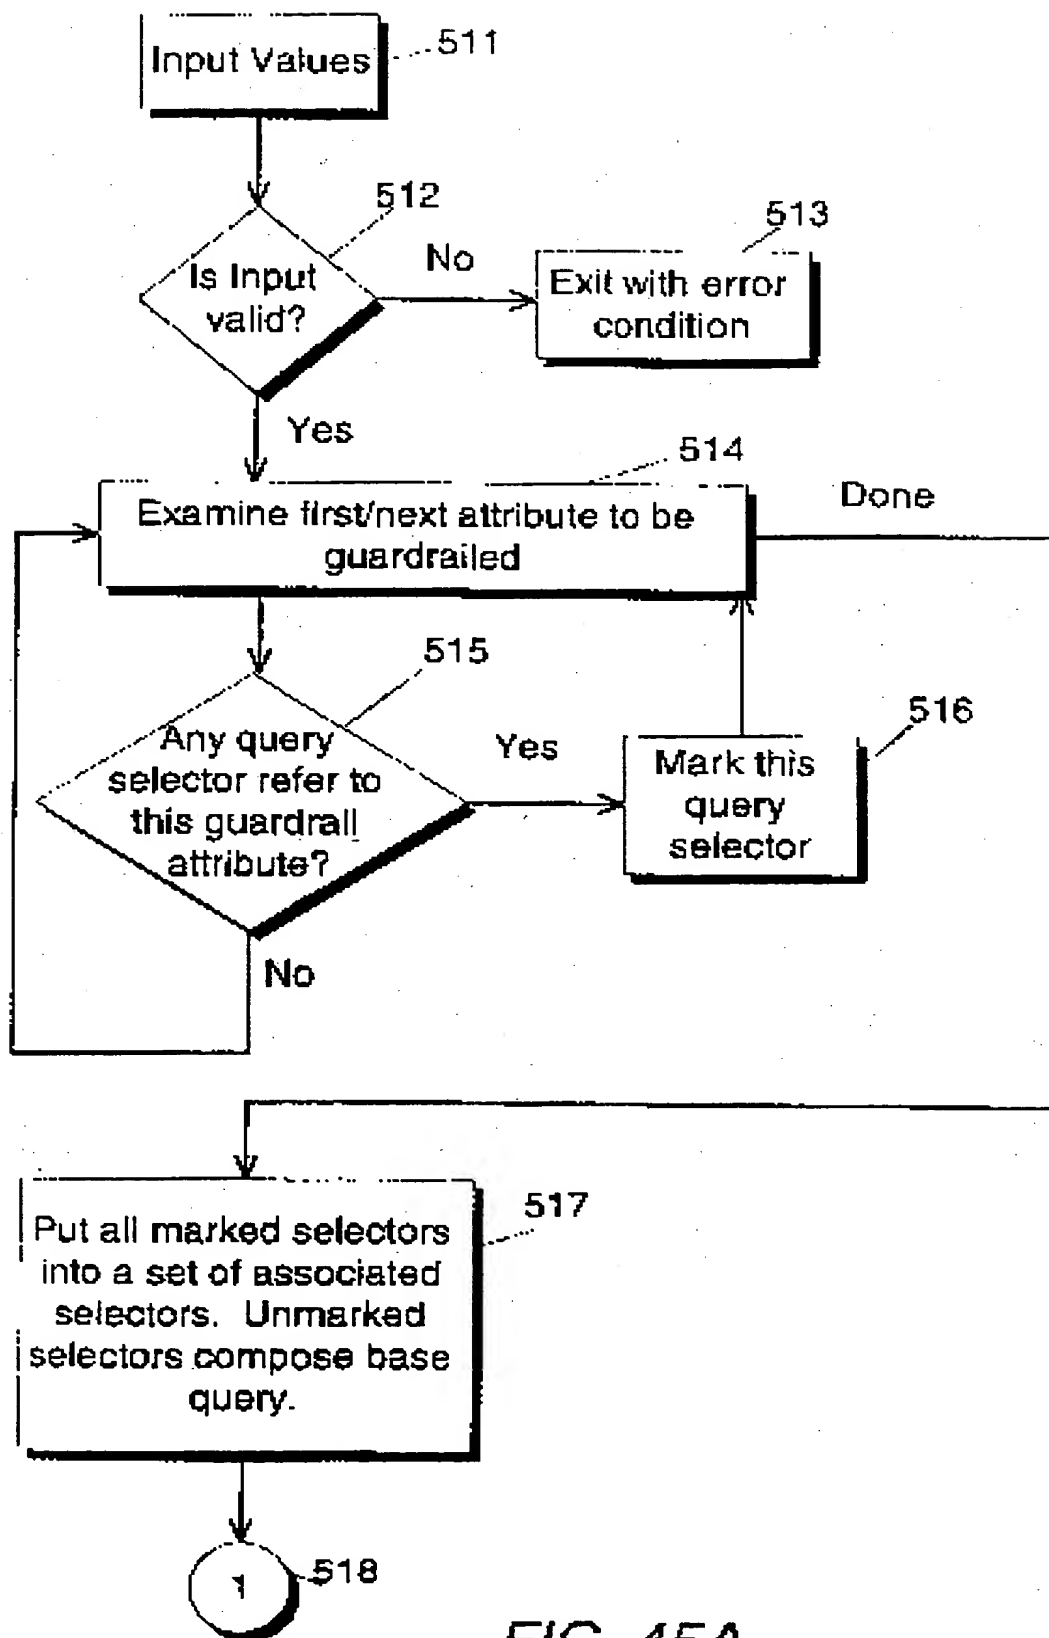 Input Values
511
512
Is Input
valid?
No
513
Exit with error
condition
Yes
514
Examine first/next attribute to be
guardrailed
Done
515
Any query
selector refer to
this guardrail
attribute?
Yes
516
Mark this
query
selector
No
517
Put all marked selectors
into a set of associated
selectors. Unmarked
selectors compose base
query.
1
518
FIG. 45A